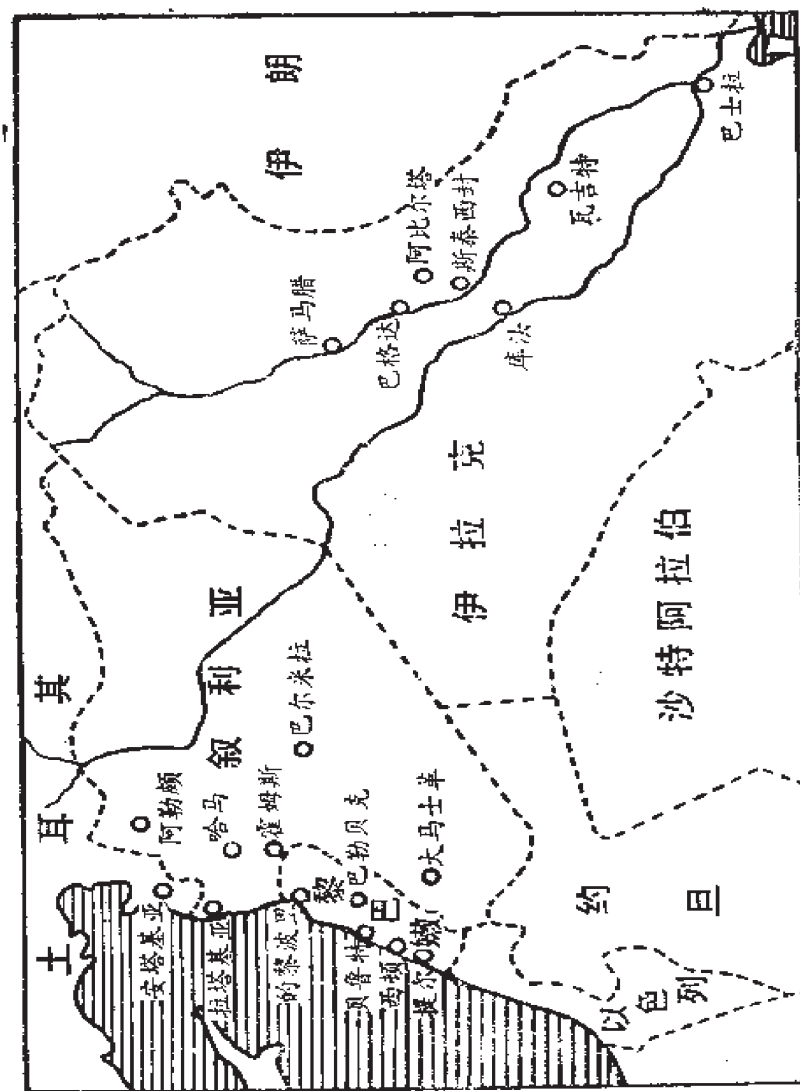 土耳其
伊朗
叙利亚
伊拉克
沙特阿拉伯
约旦
以色列
黎巴嫩
安塔基亚
拉塔基亚
的黎波里
贝鲁特
西顿
提尔
阿勒颇
哈马
霍姆斯
巴勒贝克
大马士革
巴尔米拉
萨马腊
巴格达
阿比尔塔
斯泰西封
库法
瓦吉特
巴士拉